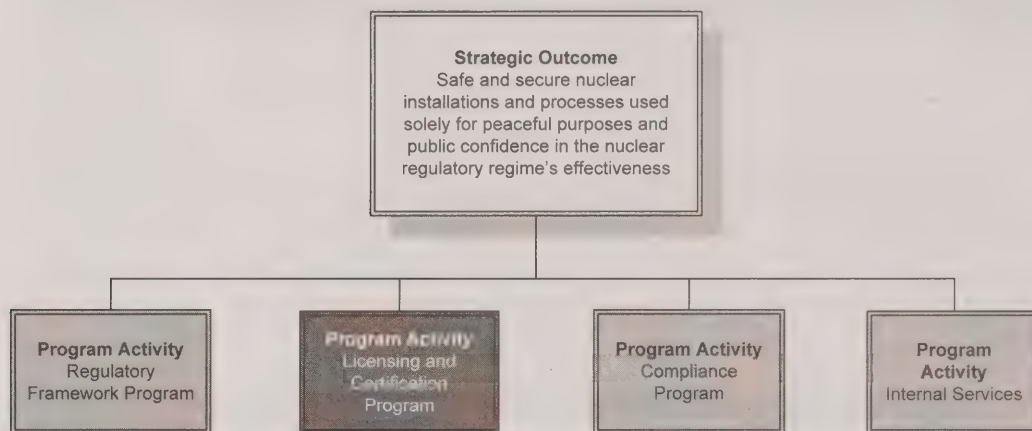 Strategic Outcome
Safe and secure nuclear
installations and processes used
solely for peaceful purposes and
public confidence in the nuclear
regulatory regime's effectiveness
Program Activity
Regulatory
Framework Program
Program Activity
Licensing and
Certification
Program
Program Activity
Compliance
Program
Program
Activity
Internal Services